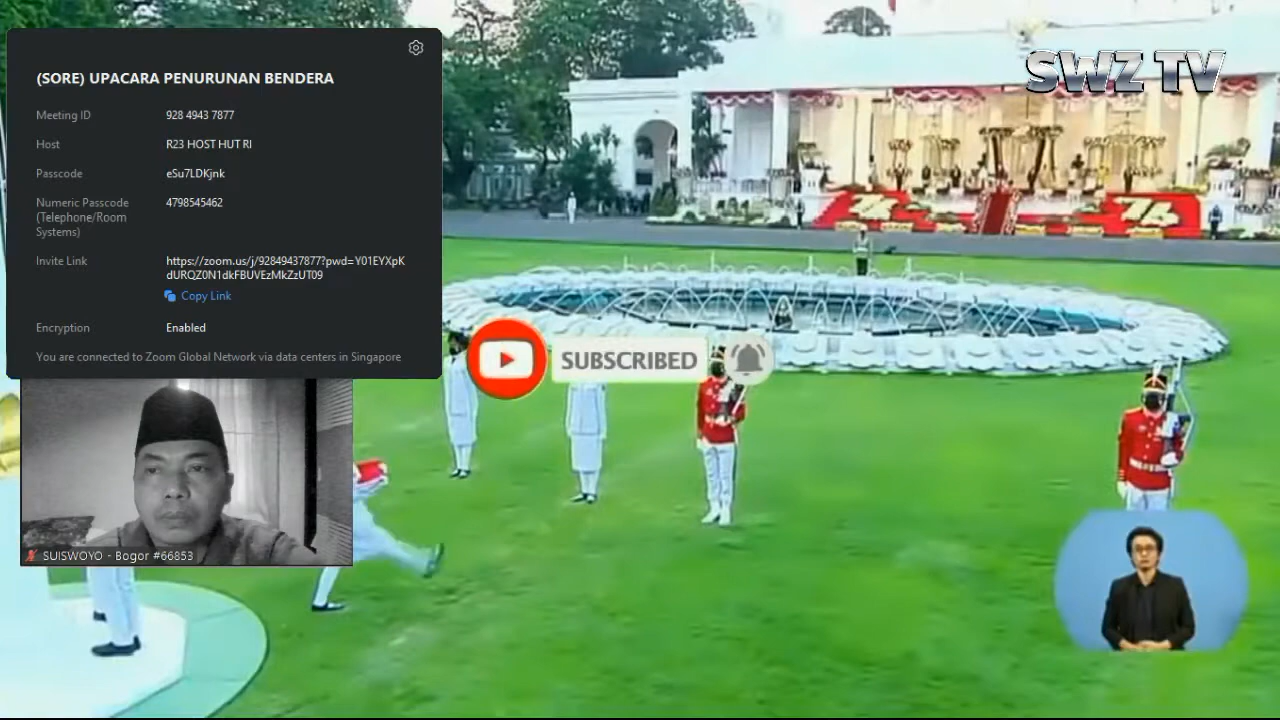 (SORE) UPACARA PENURUNAN BENDERA
Meeting ID 928 4943 7877
Host R23 HOST HUT RI
Passcode eSu7LDKjnk
Numeric Passcode 4798545462
(Telephone/Room
Systems)
Invite Link https://zoom.us/j/92849437877?pwd=Y01EYXpK
dURQZ0N1dkFBUVEzMkZzUT09
Copy Link
Encryption Enabled
You are connected to Zoom Global Network via data centers in Singapore
SWZ TV
76
SUBSCRIBED
SUISWOYO - Bogor #66853